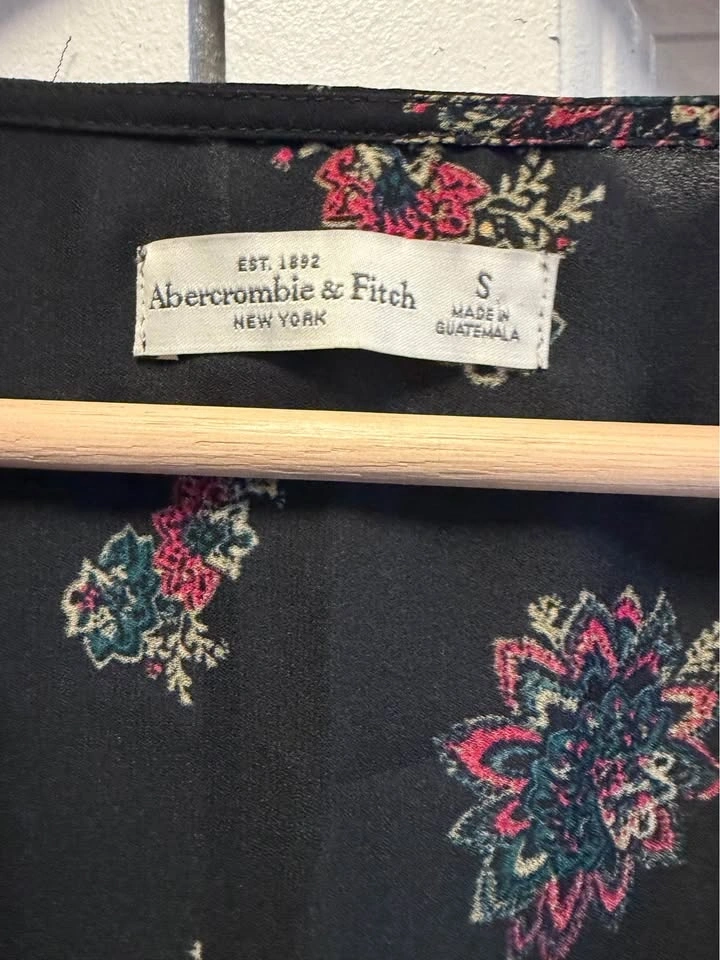 EST. 1892
Abercrombie & Fitch
NEW YORK
S
MADE IN
GUATEMALA